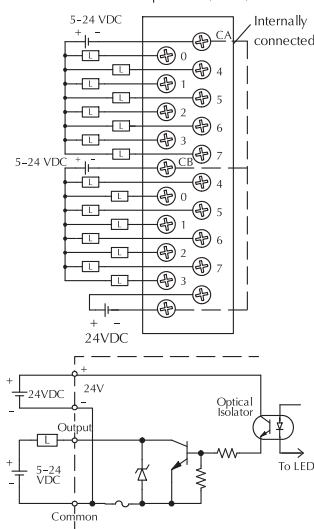 5–24 VDC
+ –
CA
Internally
connected
L
0
L
4
L
1
L
5
L
2
L
6
L
3
L
7
5–24 VDC
+ –
CB
4
L
0
L
5
L
1
L
6
L
2
L
7
L
3
L
+ –
24VDC
+
24VDC
–
+
24V
–
Optical
Isolator
Output
L
+
5–24
VDC
–
To LED
Common